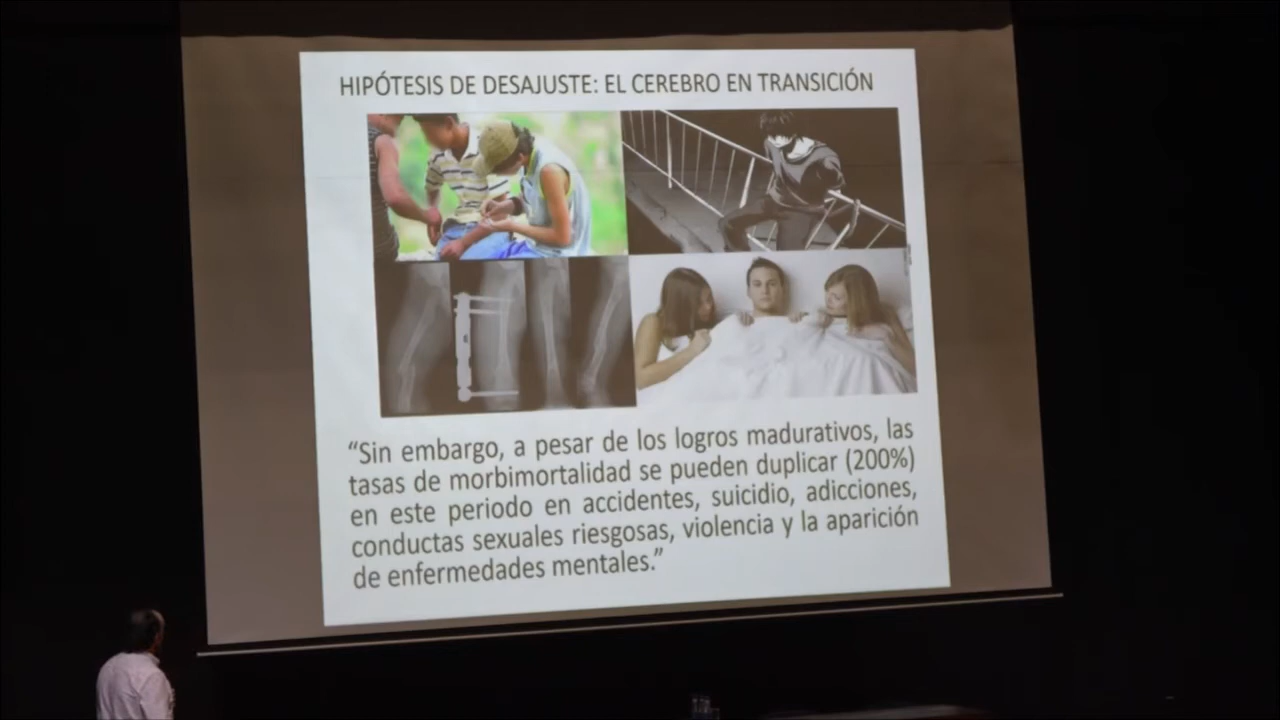 HIPÓTESIS DE DESAJUSTE: EL CEREBRO EN TRANSICIÓN
“Sin embargo, a pesar de los logros madurativos, las
tasas de morbimortalidad se pueden duplicar (200%)
en este periodo en accidentes, suicidio, adicciones,
conductas sexuales riesgosas, violencia y la aparición
de enfermedades mentales.”